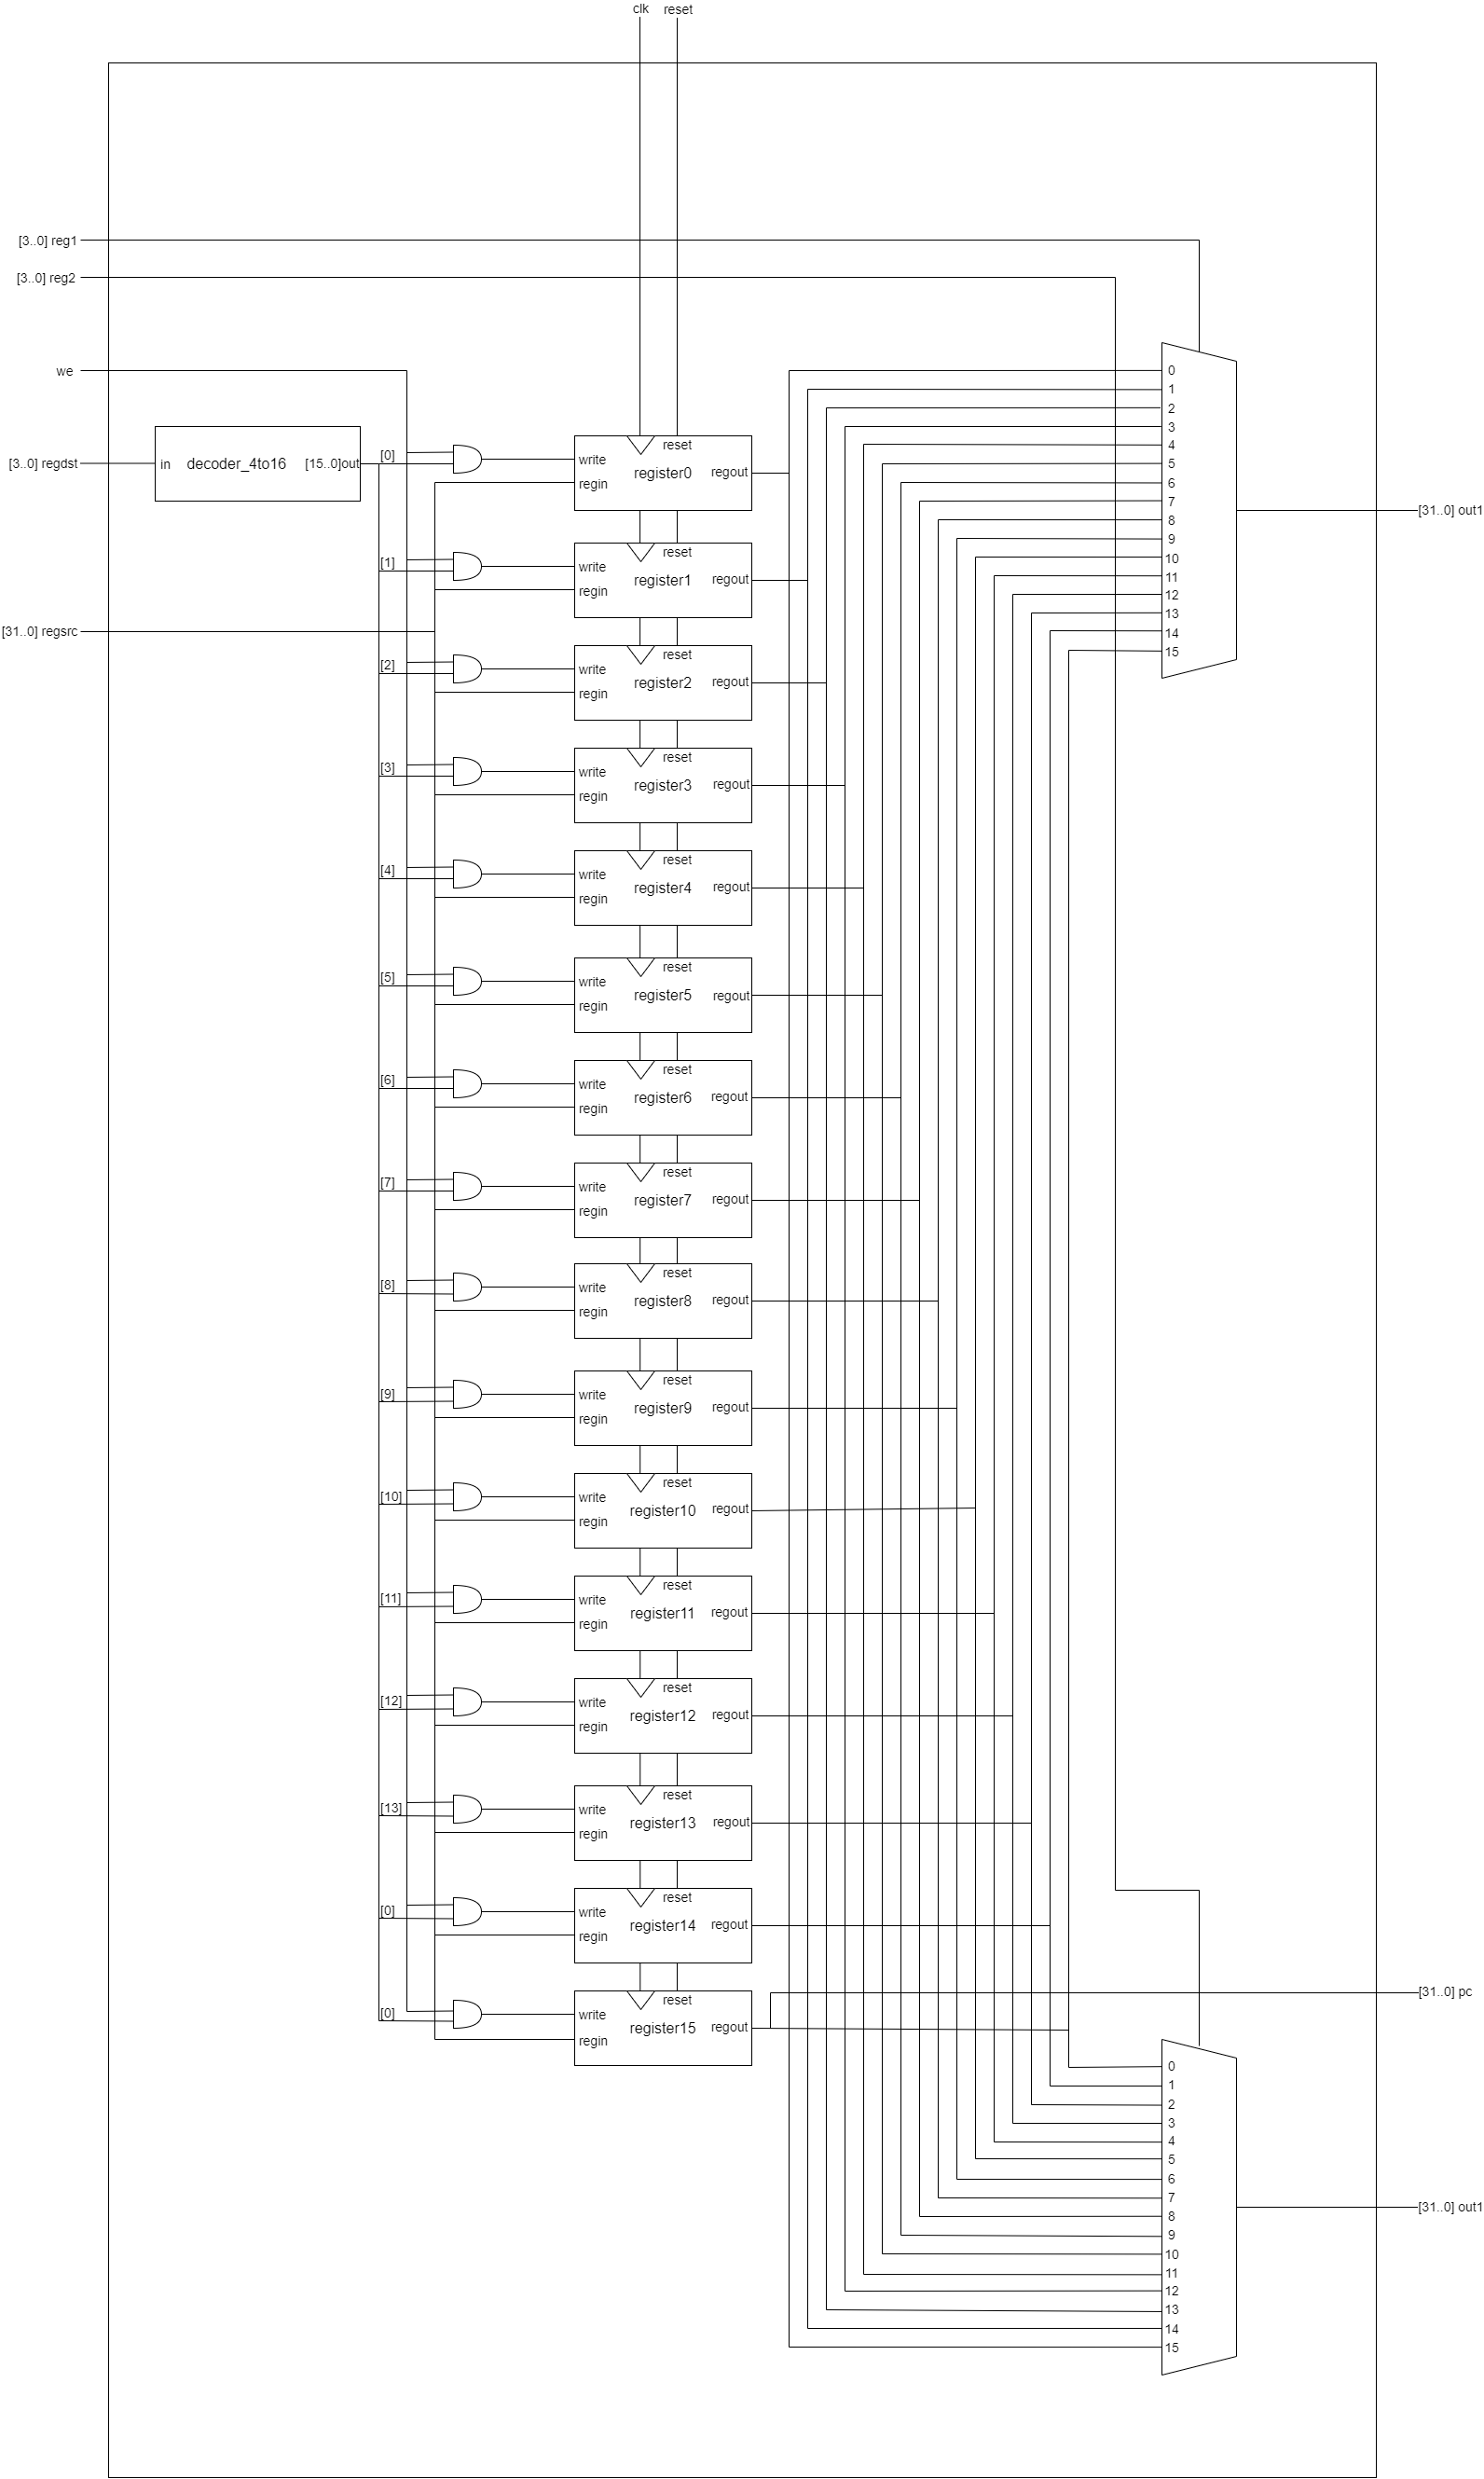 clk reset
[3..0] reg1
[3..0] reg2
we
0
1
2
3
4
5
6
7
8
9
10
11
12
13
14
15
[3..0] regdst
in decoder_4to16 [15..0]out
[31..0] out1
[31..0] regsrc
[0]
reset
write
register0
regout
regin
[1]
reset
write
register1
regout
regin
[2]
reset
write
register2
regout
regin
[3]
reset
write
register3
regout
regin
[4]
reset
write
register4
regout
regin
[5]
reset
write
register5
regout
regin
[6]
reset
write
register6
regout
regin
[7]
reset
write
register7
regout
regin
[8]
reset
write
register8
regout
regin
[9]
reset
write
register9
regout
regin
[10]
reset
write
register10
regout
regin
[11]
reset
write
register11
regout
regin
[12]
reset
write
register12
regout
regin
[13]
reset
write
register13
regout
regin
[0]
reset
write
register14
regout
regin
[0]
reset
write
register15
regout
regin
[31..0] pc
0
1
2
3
4
5
6
7
8
9
10
11
12
13
14
15
[31..0] out1